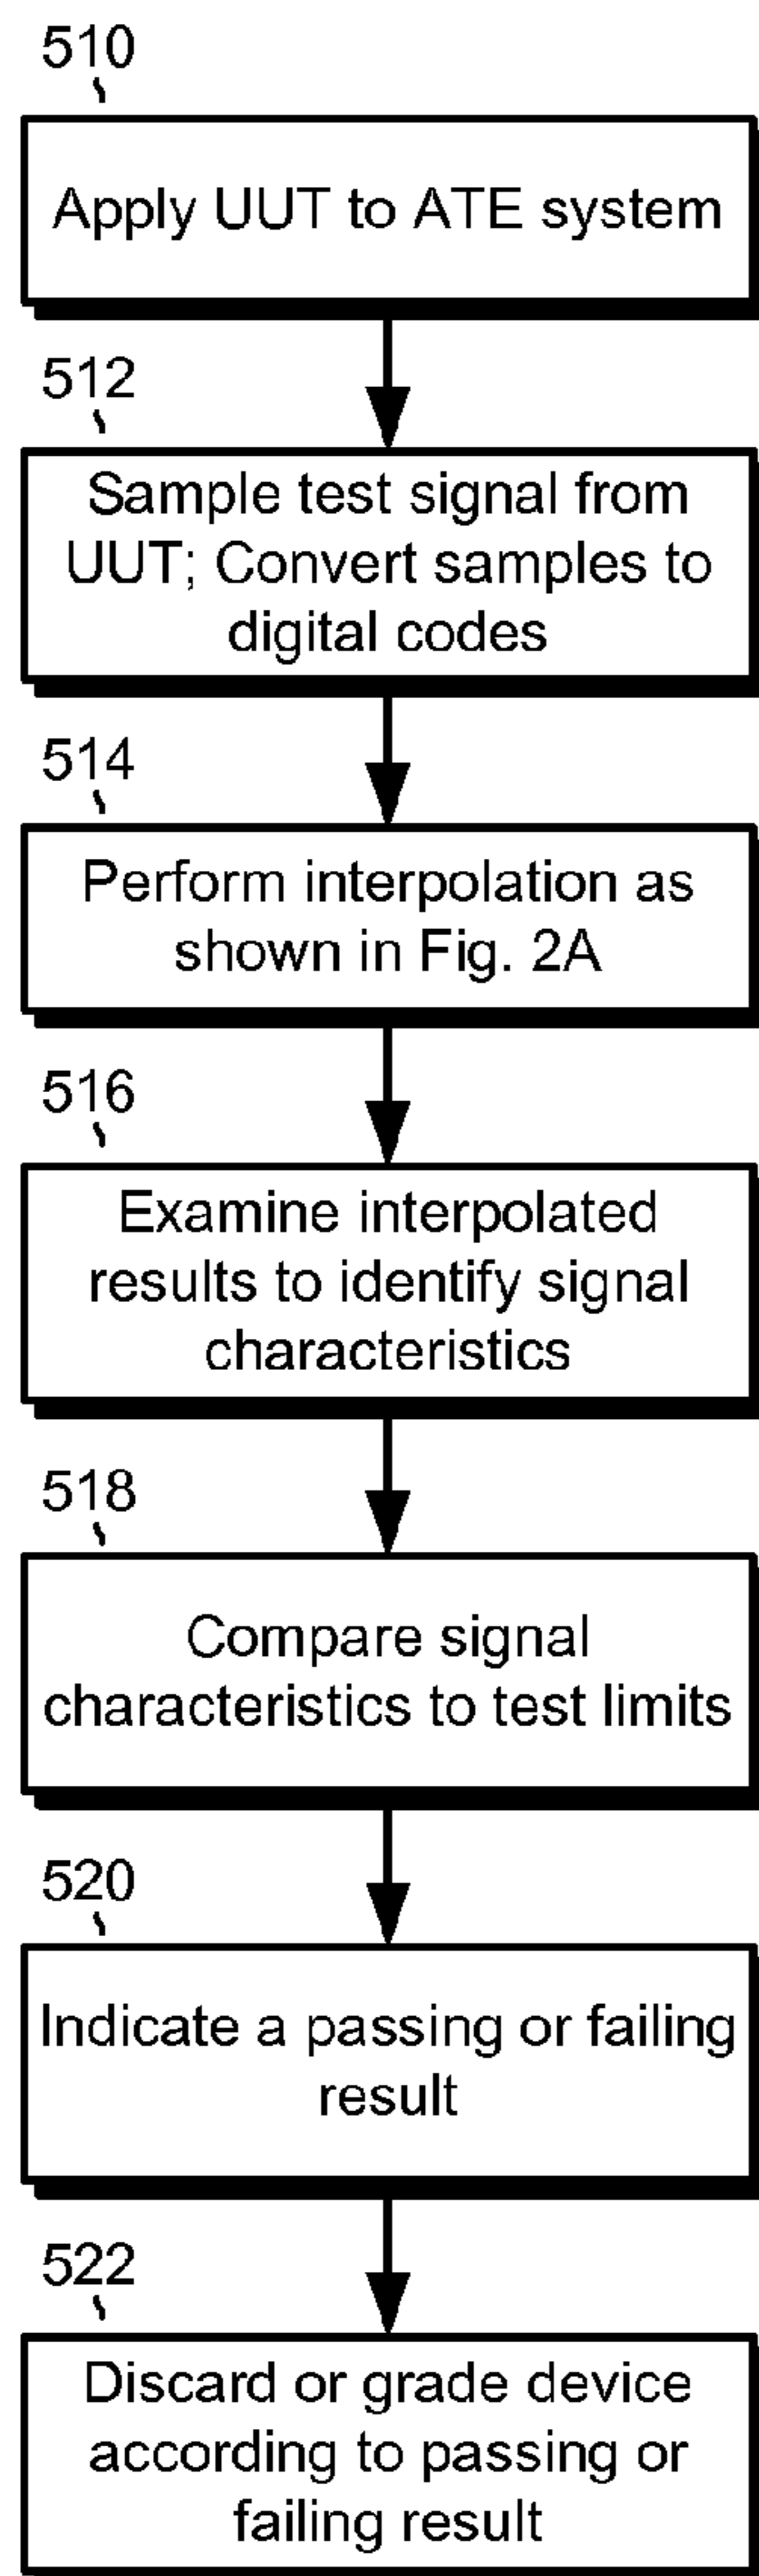 510
Apply UUT to ATE system
512
Sample test signal from
UUT; Convert samples to
digital codes
514
Perform interpolation as
shown in Fig. 2A
516
Examine interpolated
results to identify signal
characteristics
518
Compare signal
characteristics to test limits
520
Indicate a passing or failing
result
522
Discard or grade device
according to passing or
failing result